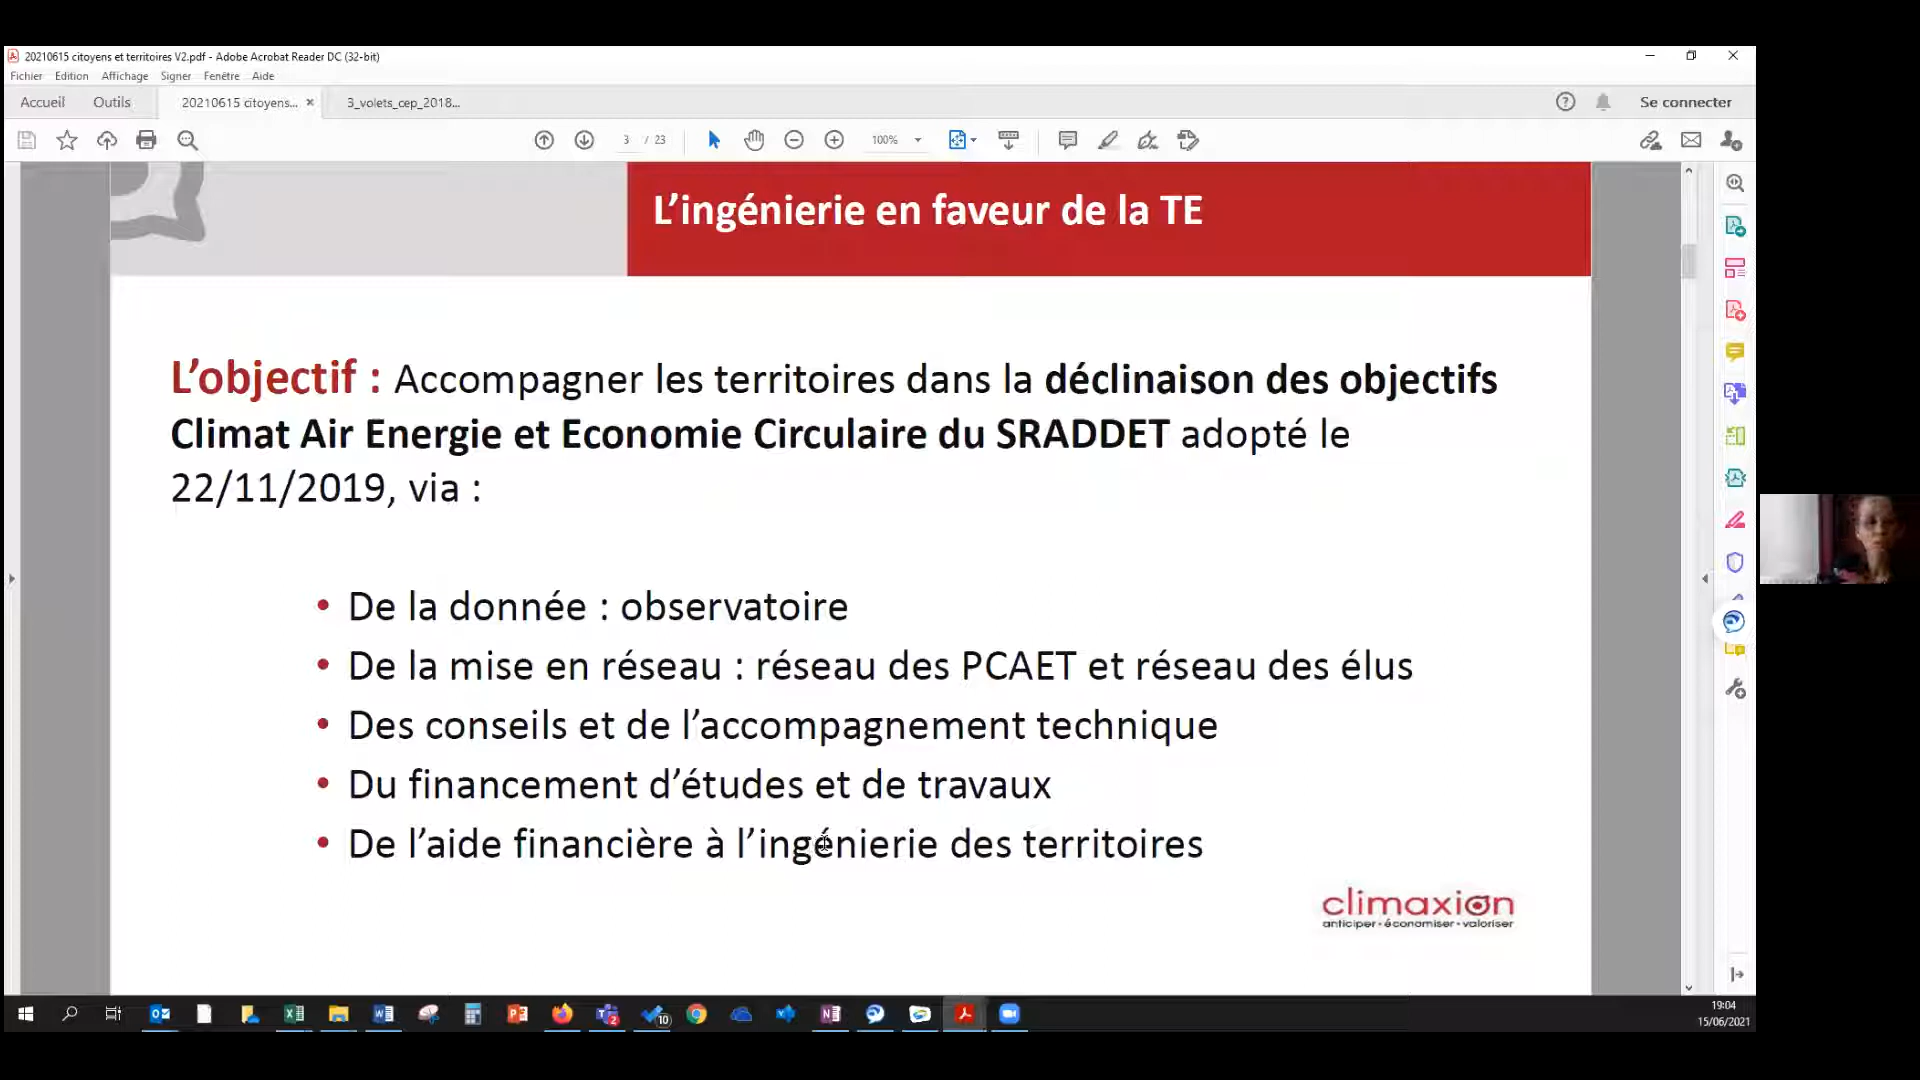 20210615 citoyens et territoires V2.pdf - Adobe Acrobat Reader DC (32-bit)
Fichier Edition Affichage Signer Fenêtre Aide
Accueil Outils 20210615 citoyens... × 3_volets_cep_2018... Se connecter
3 / 23 100%
L’ingénierie en faveur de la TE
L’objectif : Accompagner les territoires dans la déclinaison des objectifs
Climat Air Energie et Economie Circulaire du SRADDET adopté le
22/11/2019, via :
• De la donnée : observatoire
• De la mise en réseau : réseau des PCAET et réseau des élus
• Des conseils et de l’accompagnement technique
• Du financement d’études et de travaux
• De l’aide financière à l’ingénierie des territoires
climaxion
anticiper • économiser • valoriser
10
19:04
15/06/2021